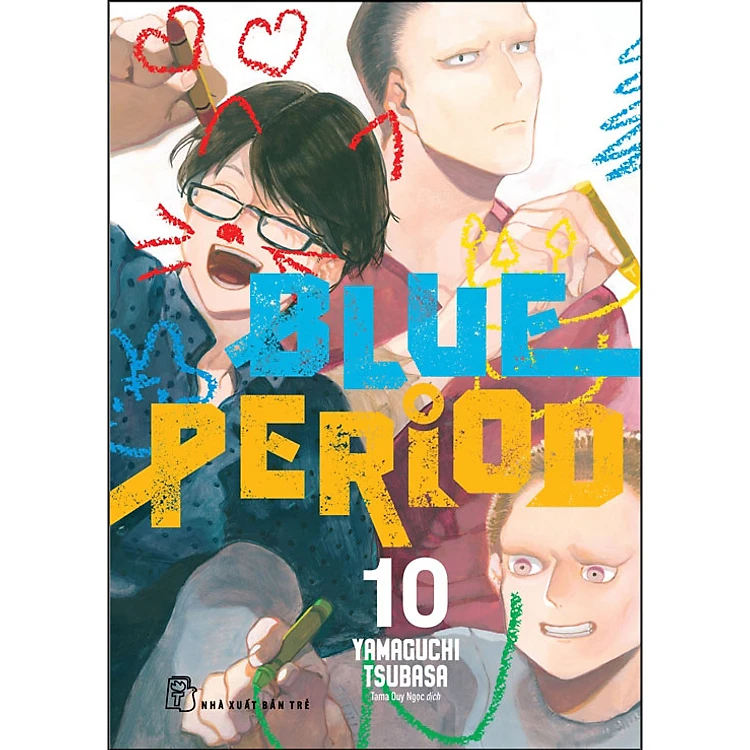 BLUE
PERiOD
10
YAMAGUCHI
TSUBASA
Tama Duy Ngọc dịch
NHÀ XUẤT BẢN TRẺ